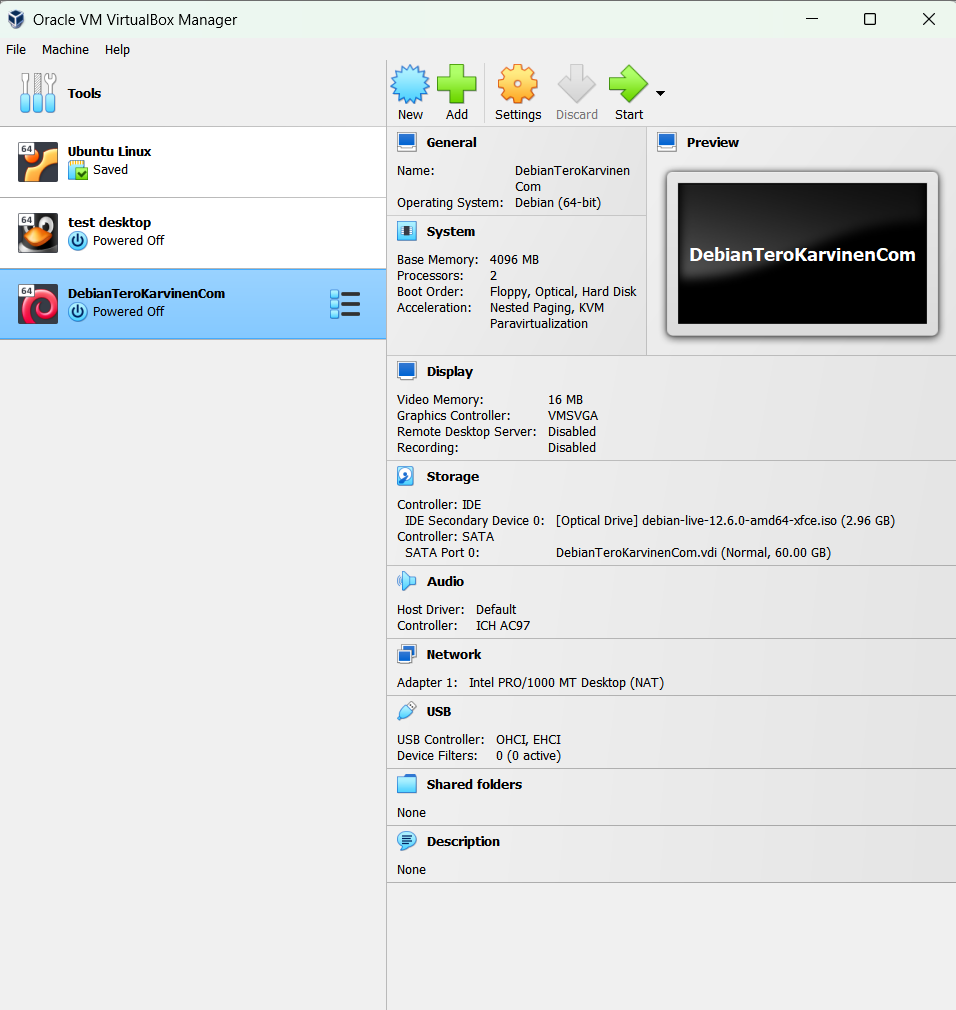 Oracle VM VirtualBox Manager
File Machine Help
Tools
New Add Settings Discard Start
64
Ubuntu Linux
Saved
64
test desktop
Powered Off
64
DebianTeroKarvinenCom
Powered Off
General
Name: DebianTeroKarvinen
Com
Operating System: Debian (64-bit)
Preview
DebianTeroKarvinenCom
System
Base Memory: 4096 MB
Processors: 2
Boot Order: Floppy, Optical, Hard Disk
Acceleration: Nested Paging, KVM
Paravirtualization
Display
Video Memory: 16 MB
Graphics Controller: VMSVGA
Remote Desktop Server: Disabled
Recording: Disabled
Storage
Controller: IDE
IDE Secondary Device 0: [Optical Drive] debian-live-12.6.0-amd64-xfce.iso (2.96 GB)
Controller: SATA
SATA Port 0: DebianTeroKarvinenCom.vdi (Normal, 60.00 GB)
Audio
Host Driver: Default
Controller: ICH AC97
Network
Adapter 1: Intel PRO/1000 MT Desktop (NAT)
USB
USB Controller: OHCI, EHCI
Device Filters: 0 (0 active)
Shared folders
None
Description
None